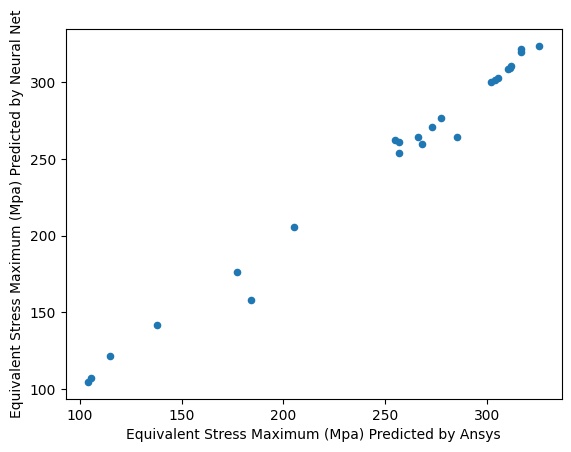 Equivalent Stress Maximum (Mpa) Predicted by Neural Net
300
250
200
150
100
100 150 200 250 300
Equivalent Stress Maximum (Mpa) Predicted by Ansys